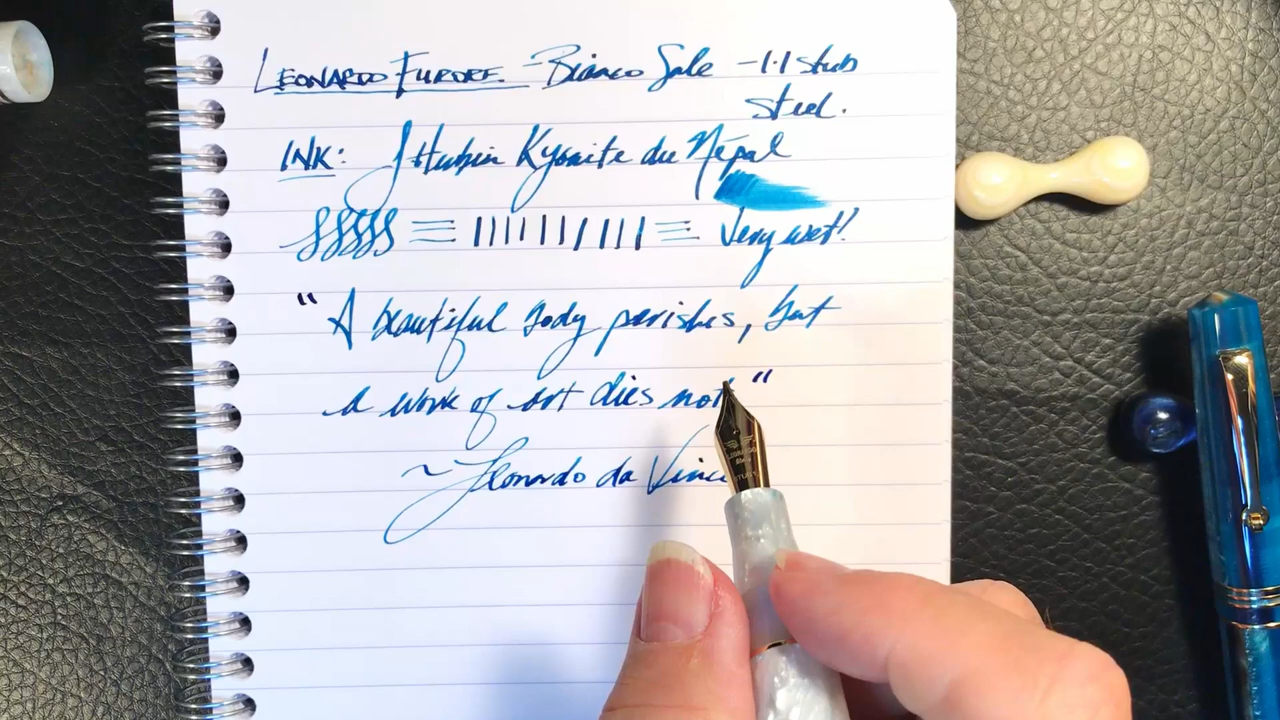 LEONARDO FURORE - Bianco Sale - 1.1 stub
steel.
INK: J Herbin Kyanite du Népal
Very wet!
“ A beautiful body perishes, but
a work of art dies not “
~ Leonardo da Vinci